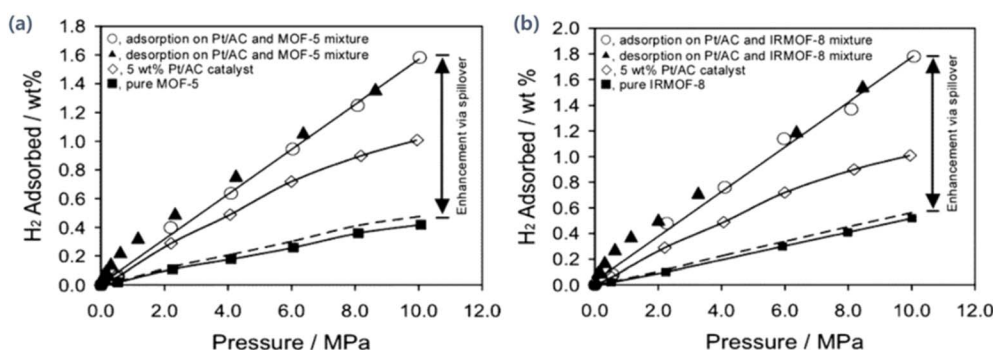 (a)
H₂ Adsorbed / wt%
1.6
1.4
1.2
1.0
0.8
0.6
0.4
0.2
0.0
○, adsorption on Pt/AC and MOF-5 mixture
▲, desorption on Pt/AC and MOF-5 mixture
◇, 5 wt% Pt/AC catalyst
■, pure MOF-5
Enhancement via spillover
0.0 2.0 4.0 6.0 8.0 10.0 12.0
Pressure / MPa
(b)
H₂ Adsorbed / wt %
2.0
1.8
1.6
1.4
1.2
1.0
0.8
0.6
0.4
0.2
0.0
○, adsorption on Pt/AC and IRMOF-8 mixture
▲, desorption on Pt/AC and IRMOF-8 mixture
◇, 5 wt% Pt/AC catalyst
■, pure IRMOF-8
Enhancement via spillover
0.0 2.0 4.0 6.0 8.0 10.0 12.0
Pressure / MPa